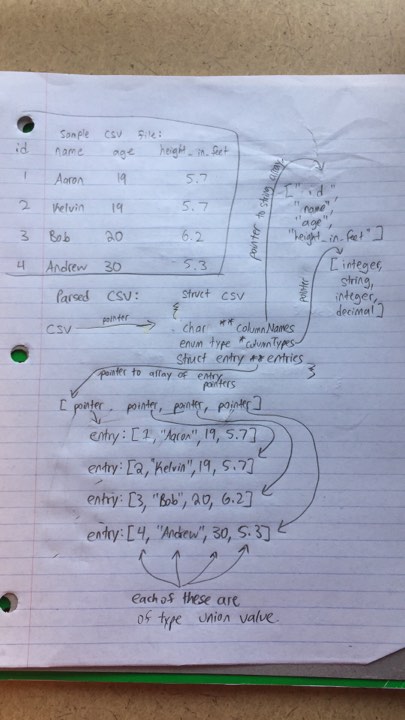 Sample CSV file:
id name age height_in_feet
1 Aaron 19 5.7
2 Kelvin 19 5.7
3 Bob 20 6.2
4 Andrew 30 5.3
pointer to string array
["id"
"name",
"age",
"height_in_feet"]
Parsed CSV:
CSV pointer
struct CSV
{
char **columnNames
enum type *columnTypes
struct entry **entries
}
pointer
[integer,
string,
integer,
decimal]
pointer to array of entry
pointers
[pointer, pointer, pointer, pointer]
entry: [1, "Aaron", 19, 5.7]
entry: [2, "Kelvin", 19, 5.7]
entry: [3, "Bob", 20, 6.2]
entry: [4, "Andrew", 30, 5.3]
each of these are
of type union value.